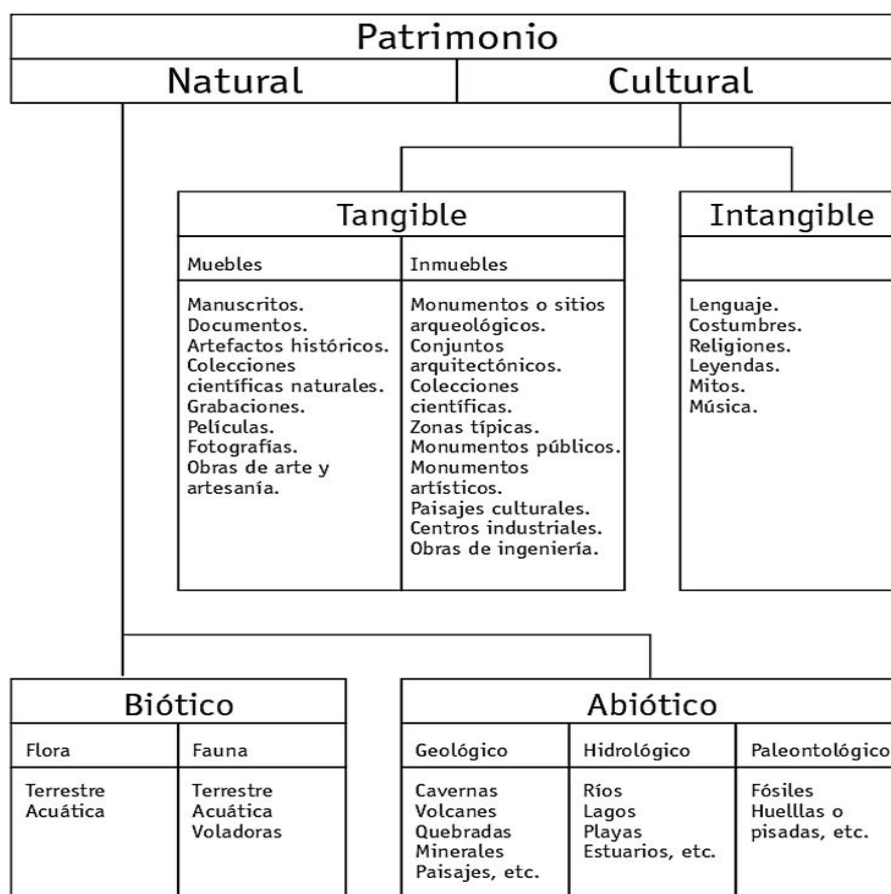 Patrimonio
Natural
Cultural
Tangible
Muebles
Manuscritos.
Documentos.
Artefactos históricos.
Colecciones
científicas naturales.
Grabaciones.
Películas.
Fotografías.
Obras de arte y
artesanía.
Inmuebles
Monumentos o sitios
arqueológicos.
Conjuntos
arquitectónicos.
Colecciones
científicas.
Zonas típicas.
Monumentos públicos.
Monumentos
artísticos.
Paisajes culturales.
Centros industriales.
Obras de ingeniería.
Intangible
Lenguaje.
Costumbres.
Religiones.
Leyendas.
Mitos.
Música.
Biótico
Flora
Terrestre
Acuática
Fauna
Terrestre
Acuática
Voladoras
Abiótico
Geológico
Cavernas
Volcanes
Quebradas
Minerales
Paisajes, etc.
Hidrológico
Ríos
Lagos
Playas
Estuarios, etc.
Paleontológico
Fósiles
Huelllas o
pisadas, etc.